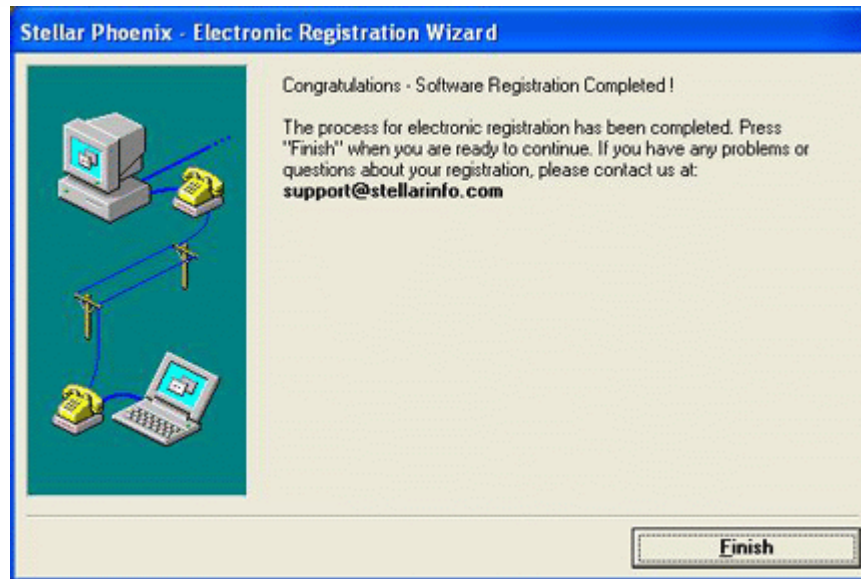 Stellar Phoenix - Electronic Registration Wizard
Congratulations - Software Registration Completed !
The process for electronic registration has been completed. Press
"Finish" when you are ready to continue. If you have any problems or
questions about your registration, please contact us at:
support@stellarinfo.com
Finish